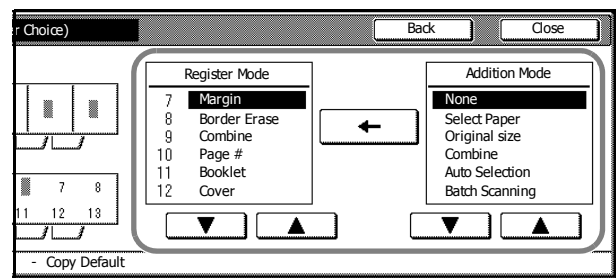 r Choice)
Back
Close
Register Mode
7 Margin
8 Border Erase
9 Combine
10 Page #
11 Booklet
12 Cover
Addition Mode
None
Select Paper
Original size
Combine
Auto Selection
Batch Scanning
7 8
11 12 13
- Copy Default